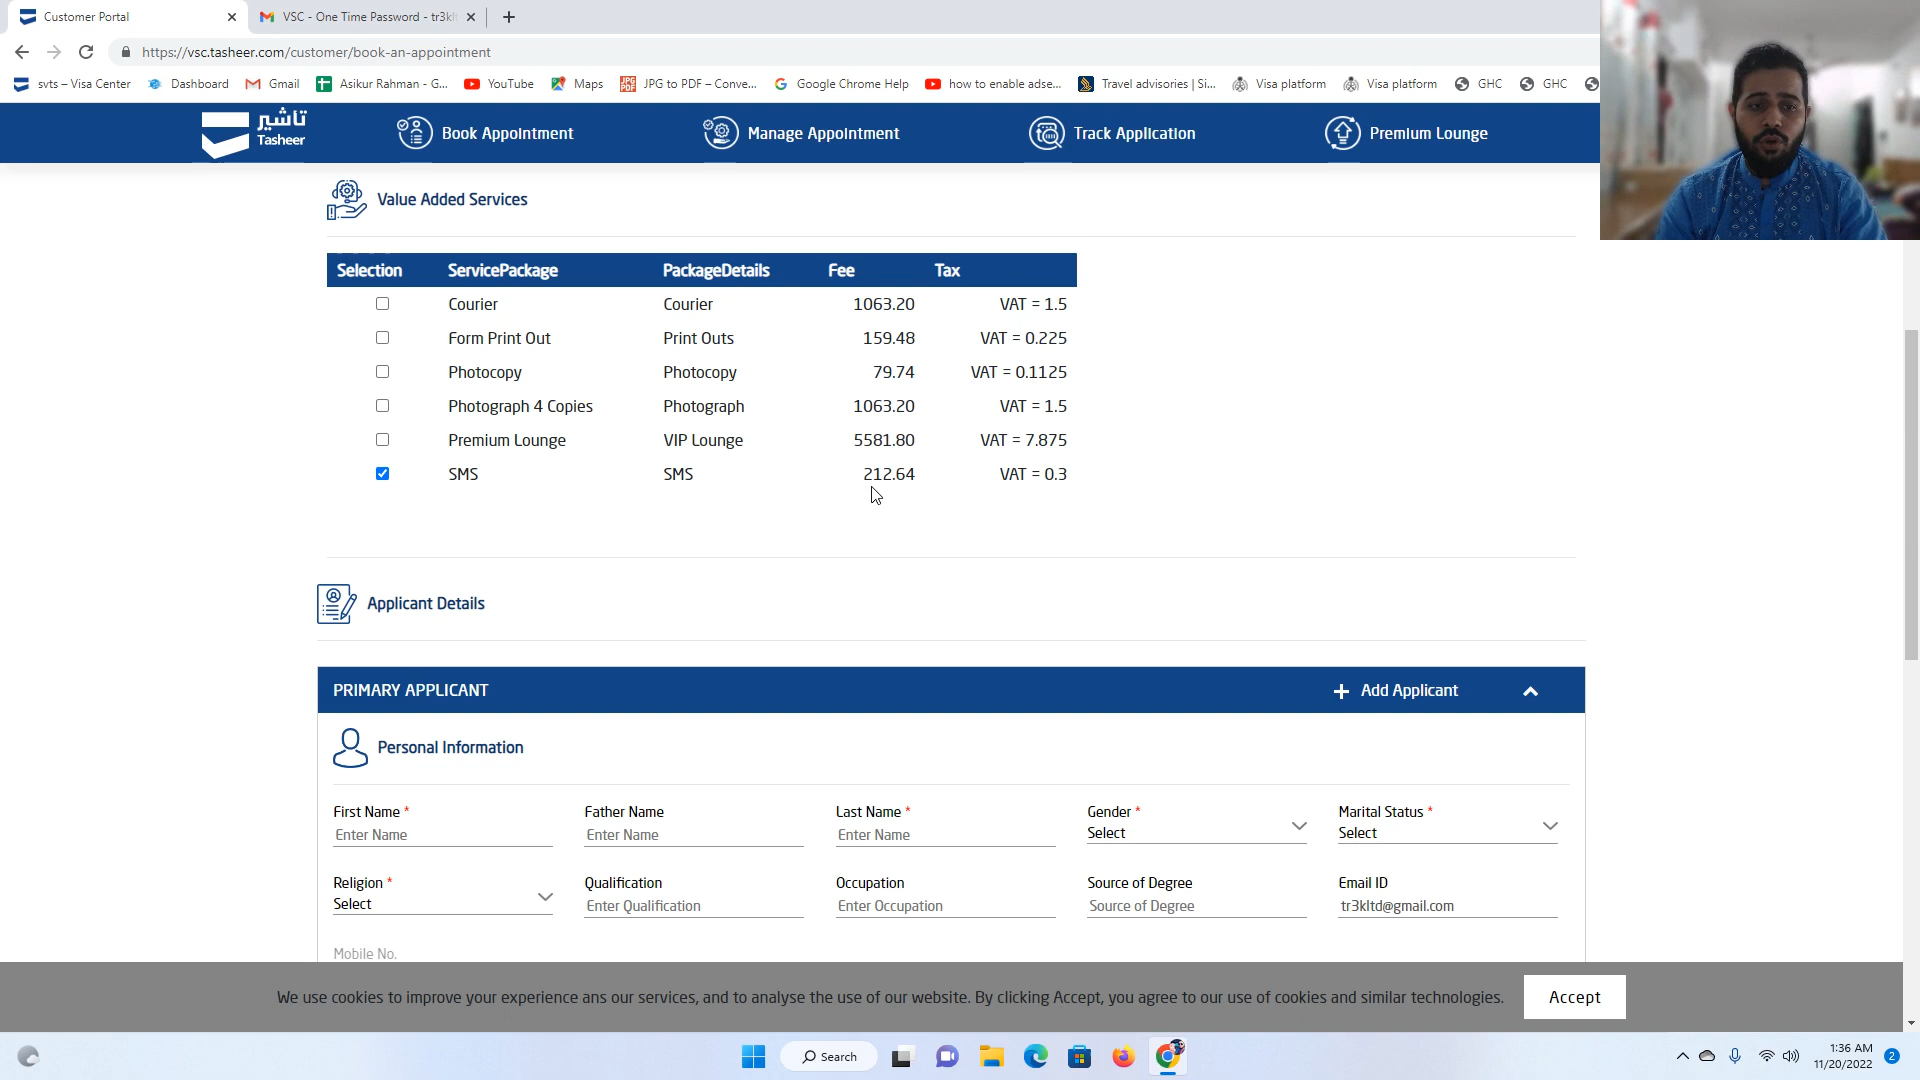 Customer Portal
VSC - One Time Password - tr3klt
https://vsc.tasheer.com/customer/book-an-appointment
svts – Visa Center
Dashboard
Gmail
Asikur Rahman - G...
YouTube
Maps
JPG to PDF – Conve...
Google Chrome Help
how to enable adse...
Travel advisories | Si...
Visa platform
Visa platform
GHC
GHC
تاشير
Tasheer
Book Appointment
Manage Appointment
Track Application
Premium Lounge
Value Added Services
Selection ServicePackage PackageDetails Fee Tax
Courier Courier 1063.20 VAT = 1.5
Form Print Out Print Outs 159.48 VAT = 0.225
Photocopy Photocopy 79.74 VAT = 0.1125
Photograph 4 Copies Photograph 1063.20 VAT = 1.5
Premium Lounge VIP Lounge 5581.80 VAT = 7.875
SMS SMS 212.64 VAT = 0.3
Applicant Details
PRIMARY APPLICANT
+ Add Applicant
Personal Information
First Name * Father Name Last Name * Gender * Marital Status *
Enter Name Enter Name Enter Name Select Select
Religion * Qualification Occupation Source of Degree Email ID
Select Enter Qualification Enter Occupation Source of Degree tr3kltd@gmail.com
Mobile No.
We use cookies to improve your experience ans our services, and to analyse the use of our website. By clicking Accept, you agree to our use of cookies and similar technologies.
Accept
Search
1:36 AM
11/20/2022
2